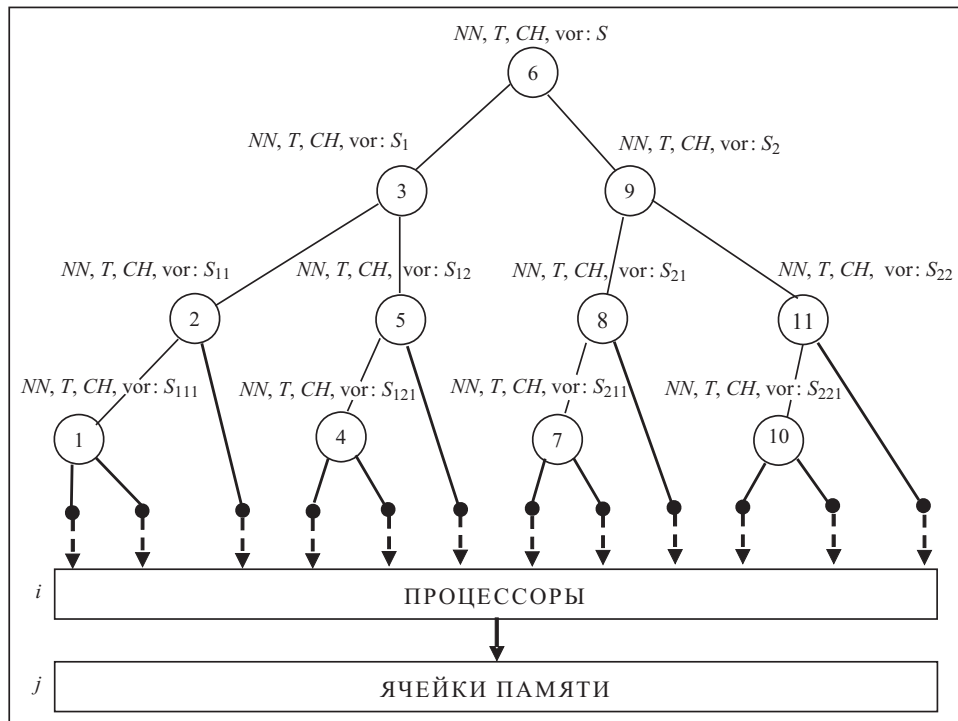 NN, T, CH, vor: S
6
NN, T, CH, vor: S₁
NN, T, CH, vor: S₂
3
9
NN, T, CH, vor: S₁₁
NN, T, CH, vor: S₁₂
NN, T, CH, vor: S₂₁
NN, T, CH, vor: S₂₂
2
5
8
11
NN, T, CH, vor: S₁₁₁
NN, T, CH, vor: S₁₂₁
NN, T, CH, vor: S₂₁₁
NN, T, CH, vor: S₂₂₁
1
4
7
10
i
ПРОЦЕССОРЫ
j
ЯЧЕЙКИ ПАМЯТИ